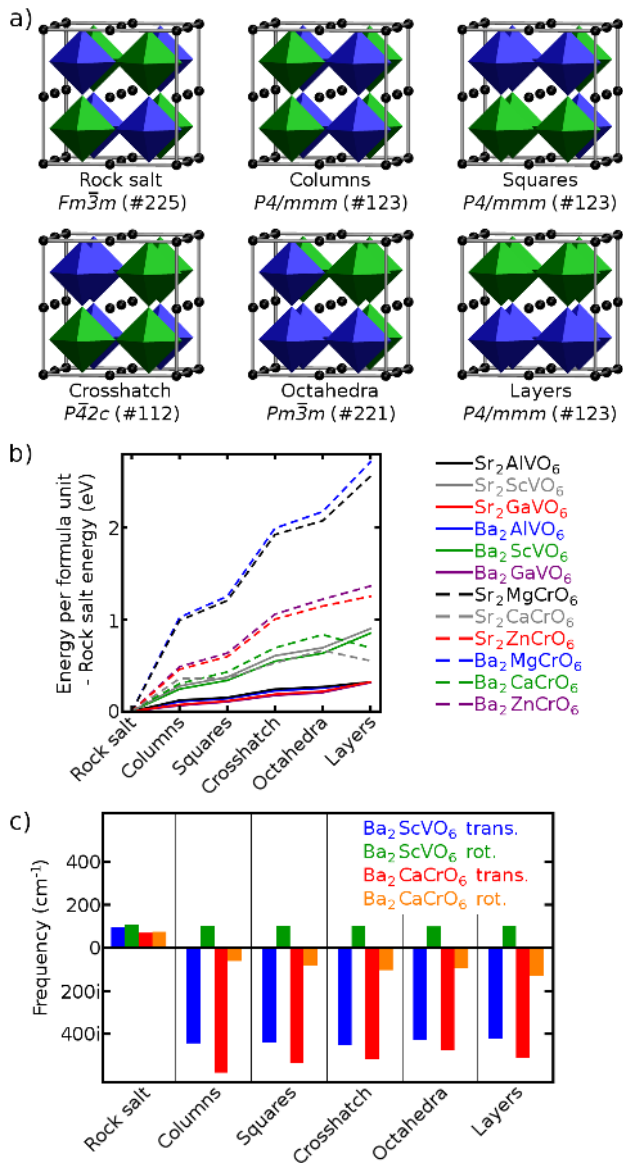 a)
Rock salt Columns Squares
Fm3̅m (#225) P4/mmm (#123) P4/mmm (#123)
Crosshatch Octahedra Layers
P4̅2c (#112) Pm3̅m (#221) P4/mmm (#123)
b)
Energy per formula unit
- Rock salt energy (eV)
2
1
0
Rock salt
Columns
Squares
Crosshatch
Octahedra
Layers
Sr₂AlVO₆
Sr₂ScVO₆
Sr₂GaVO₆
Ba₂AlVO₆
Ba₂ScVO₆
Ba₂GaVO₆
Sr₂MgCrO₆
Sr₂CaCrO₆
Sr₂ZnCrO₆
Ba₂MgCrO₆
Ba₂CaCrO₆
Ba₂ZnCrO₆
c)
Frequency (cm⁻¹)
400
200
0
200i
400i
Ba₂ScVO₆ trans.
Ba₂ScVO₆ rot.
Ba₂CaCrO₆ trans.
Ba₂CaCrO₆ rot.
Rock salt
Columns
Squares
Crosshatch
Octahedra
Layers